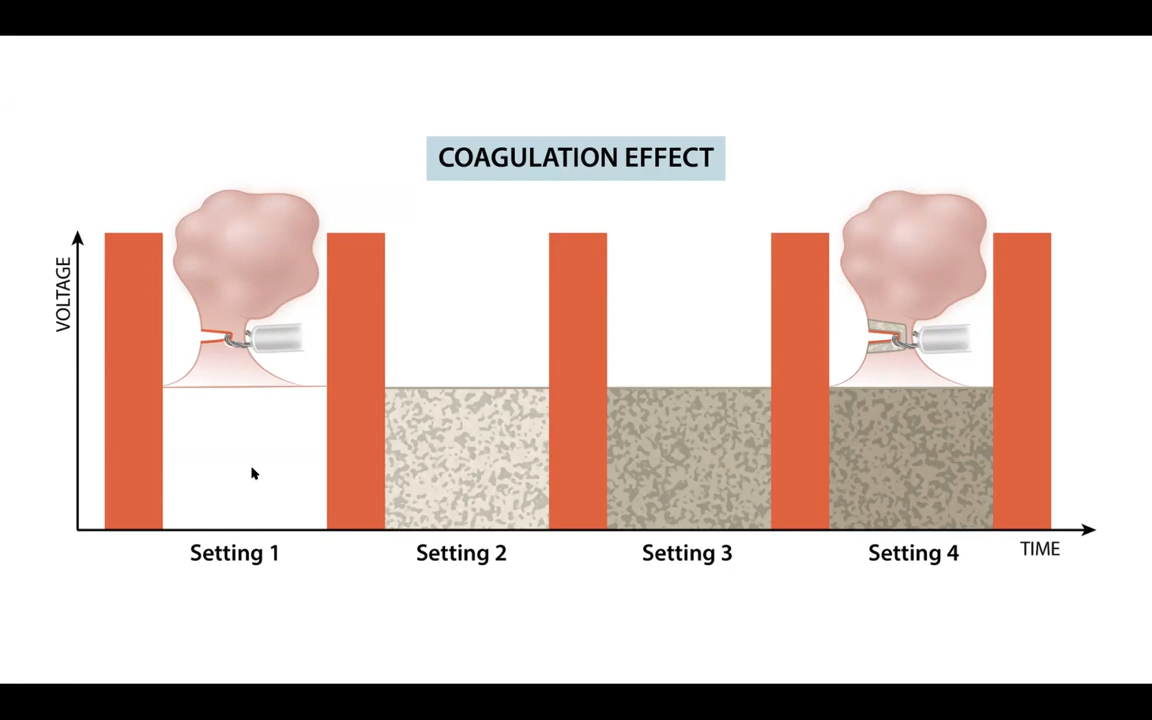 COAGULATION EFFECT
VOLTAGE
Setting 1
Setting 2
Setting 3
Setting 4
TIME